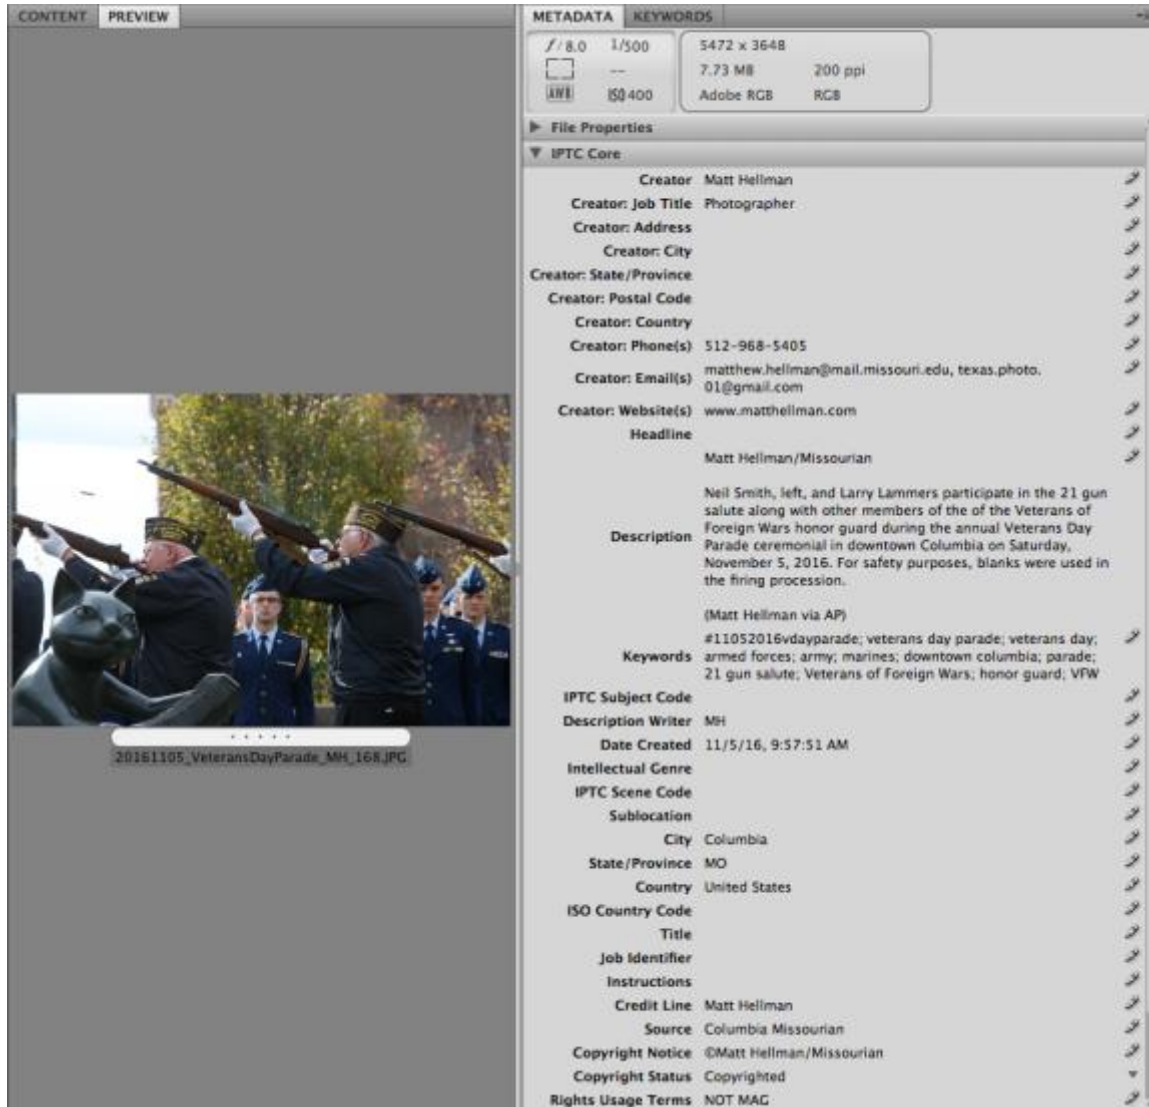 CONTENT PREVIEW
METADATA KEYWORDS
f/8.0 1/500
--
AWB ISO 400
5472 x 3648
7.73 MB 200 ppi
Adobe RGB RGB
File Properties
IPTC Core
Creator Matt Hellman
Creator: Job Title Photographer
Creator: Address
Creator: City
Creator: State/Province
Creator: Postal Code
Creator: Country
Creator: Phone(s) 512-968-5405
Creator: Email(s) matthew.hellman@mail.missouri.edu, texas.photo.
01@gmail.com
Creator: Website(s) www.matthellman.com
Headline
Matt Hellman/Missourian
Description
Neil Smith, left, and Larry Lammers participate in the 21 gun
salute along with other members of the of the Veterans of
Foreign Wars honor guard during the annual Veterans Day
Parade ceremonial in downtown Columbia on Saturday,
November 5, 2016. For safety purposes, blanks were used in
the firing procession.
(Matt Hellman via AP)
Keywords
#11052016vdayparade; veterans day parade; veterans day;
armed forces; army; marines; downtown columbia; parade;
21 gun salute; Veterans of Foreign Wars; honor guard; VFW
IPTC Subject Code
Description Writer MH
Date Created 11/5/16, 9:57:51 AM
Intellectual Genre
IPTC Scene Code
Sublocation
City Columbia
State/Province MO
Country United States
ISO Country Code
Title
Job Identifier
Instructions
Credit Line Matt Hellman
Source Columbia Missourian
Copyright Notice ©Matt Hellman/Missourian
Copyright Status Copyrighted
Rights Usage Terms NOT MAG
20161105_VeteransDayParade_MH_168.JPG